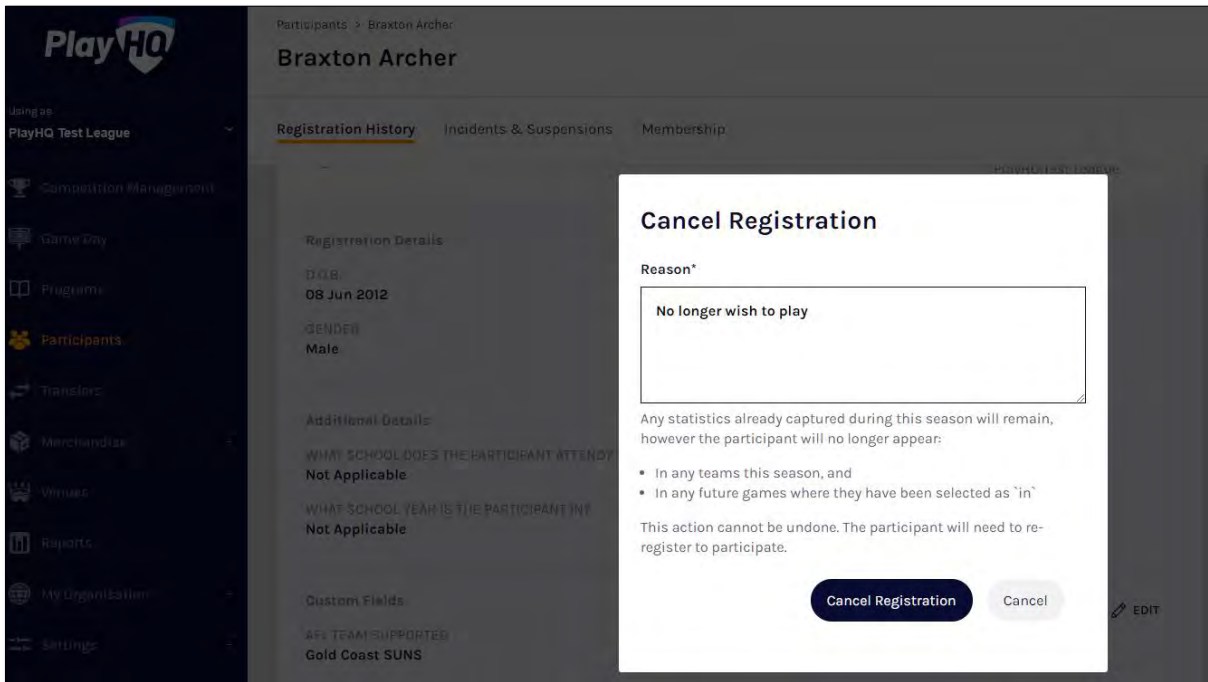 PlayHQ
Using as
PlayHQ Test League
Competition Management
Game Day
Programs
Participants
Transfers
Merchandise
Venues
Reports
My Organisation
Settings
Participants > Braxton Archer
Braxton Archer
Registration History
Incidents & Suspensions
Membership
PlayHQ Test League
Registration Details
D.O.B.
08 Jun 2012
GENDER
Male
Additional Details
WHAT SCHOOL DOES THE PARTICIPANT ATTEND?
Not Applicable
WHAT SCHOOL YEAR IS THE PARTICIPANT IN?
Not Applicable
Custom Fields
EDIT
AFL TEAM SUPPORTED
Gold Coast SUNS
Cancel Registration
Reason*
No longer wish to play
Any statistics already captured during this season will remain,
however the participant will no longer appear:
• In any teams this season, and
• In any future games where they have been selected as `in`
This action cannot be undone. The participant will need to re-
register to participate.
Cancel Registration
Cancel